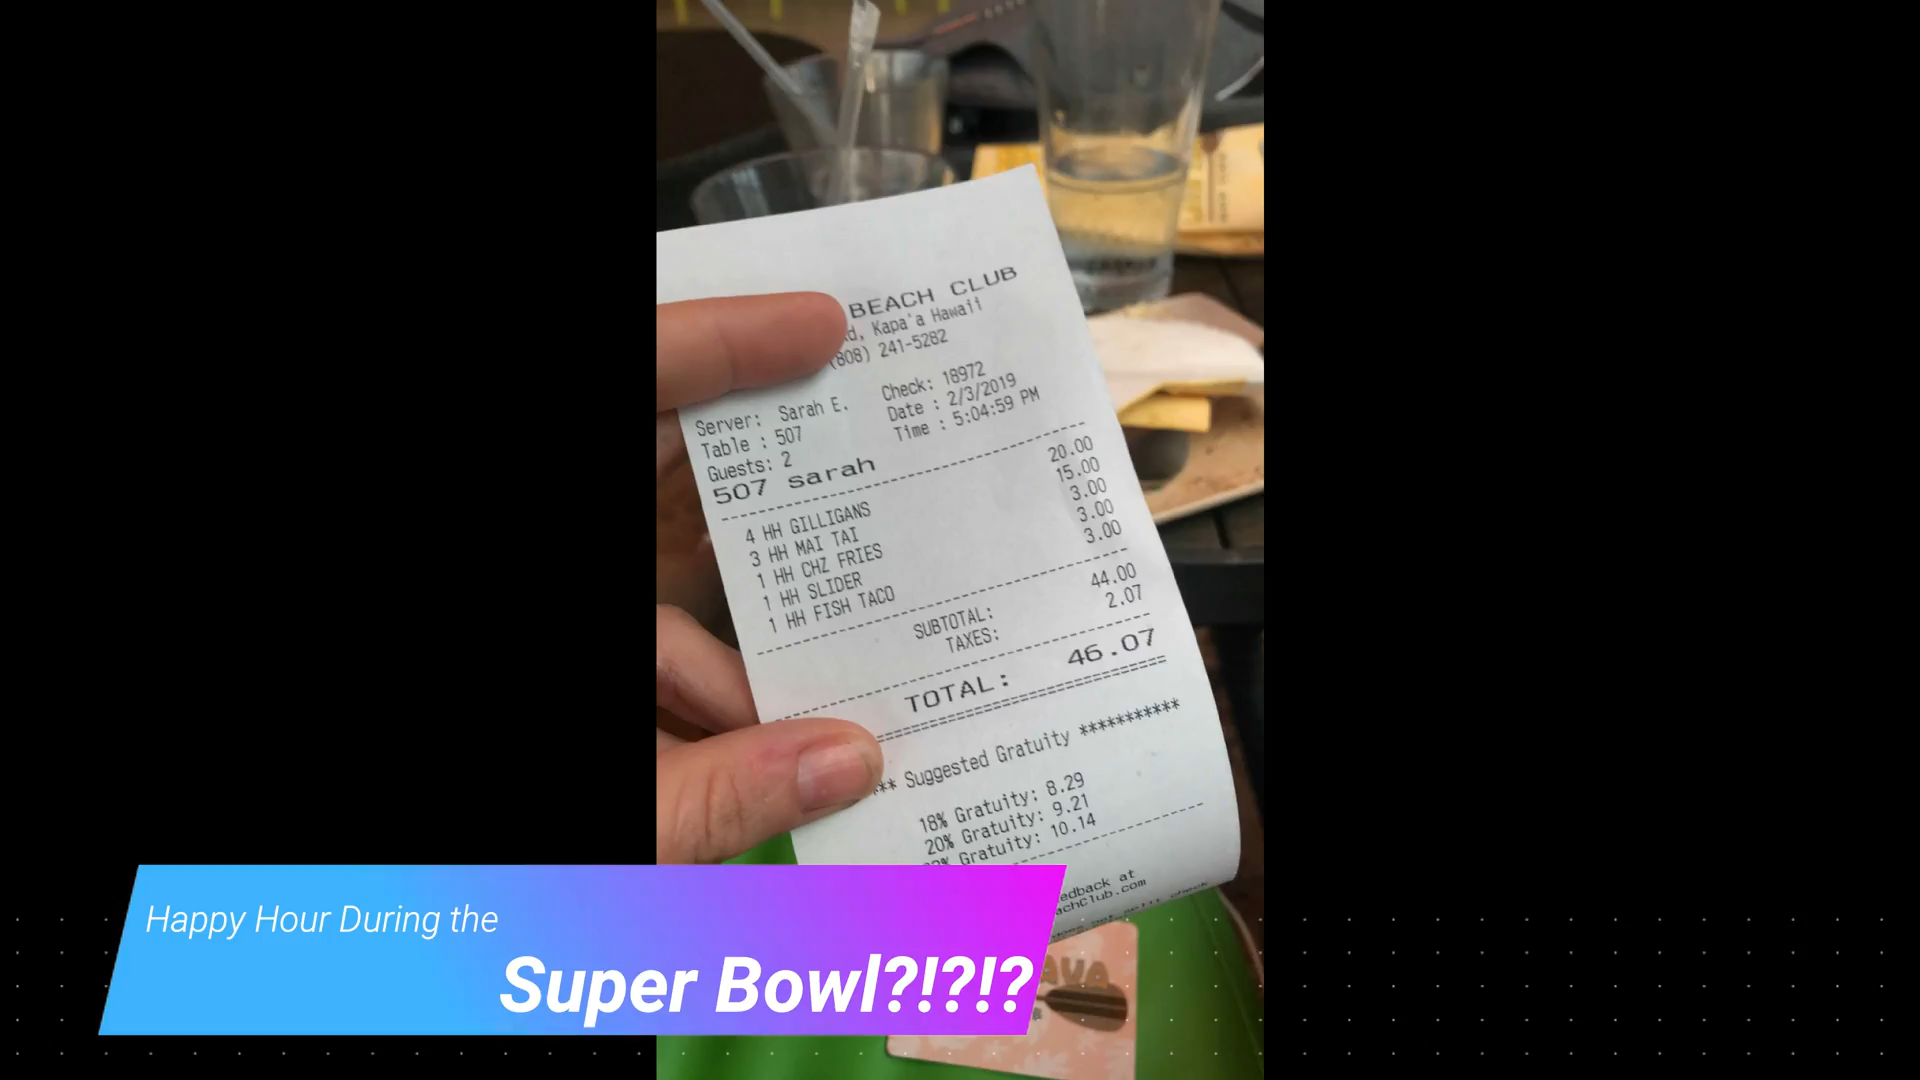 BEACH CLUB
Rd, Kapa'a Hawaii
(808) 241-5282
Server: Sarah E.
Table : 507
Guests: 2
Check: 18972
Date : 2/3/2019
Time : 5:04:59 PM
507 sarah
4 HH GILLIGANS 20.00
3 HH MAI TAI 15.00
1 HH CHZ FRIES 3.00
1 HH SLIDER 3.00
1 HH FISH TACO 3.00
SUBTOTAL: 44.00
TAXES: 2.07
TOTAL: 46.07
*** Suggested Gratuity ***********
18% Gratuity: 8.29
20% Gratuity: 9.21
Gratuity: 10.14
edback at
achClub.com
Happy Hour During the
Super Bowl?!?!?